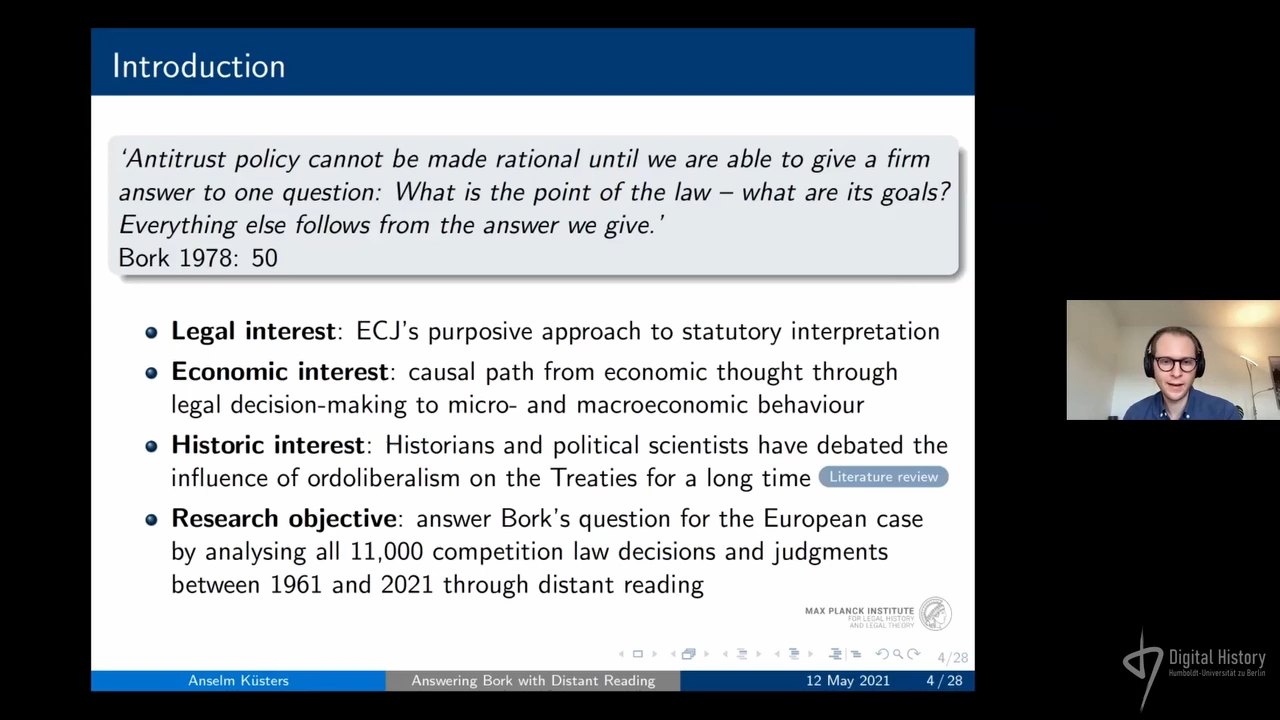 Introduction
‘Antitrust policy cannot be made rational until we are able to give a firm
answer to one question: What is the point of the law – what are its goals?
Everything else follows from the answer we give.’
Bork 1978: 50
Legal interest: ECJ’s purposive approach to statutory interpretation
Economic interest: causal path from economic thought through
legal decision-making to micro- and macroeconomic behaviour
Historic interest: Historians and political scientists have debated the
influence of ordoliberalism on the Treaties for a long time Literature review
Research objective: answer Bork’s question for the European case
by analysing all 11,000 competition law decisions and judgments
between 1961 and 2021 through distant reading
MAX PLANCK INSTITUTE
FOR LEGAL HISTORY
AND LEGAL THEORY
4/28
Anselm Küsters Answering Bork with Distant Reading 12 May 2021 4 / 28
Digital History
Humboldt-Universität zu Berlin